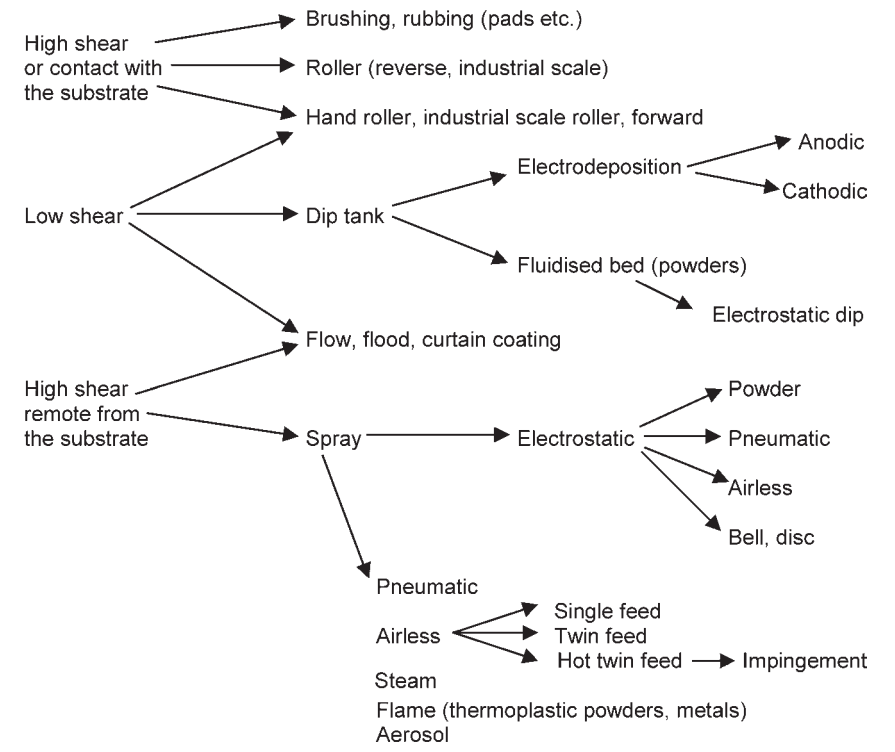 Brushing, rubbing (pads etc.)
High shear
or contact with
the substrate
Roller (reverse, industrial scale)
Hand roller, industrial scale roller, forward
Anodic
Electrodeposition
Cathodic
Low shear
Dip tank
Fluidised bed (powders)
Electrostatic dip
Flow, flood, curtain coating
High shear
remote from
the substrate
Powder
Spray
Electrostatic
Pneumatic
Airless
Bell, disc
Pneumatic
Single feed
Airless
Twin feed
Hot twin feed
Impingement
Steam
Flame (thermoplastic powders, metals)
Aerosol